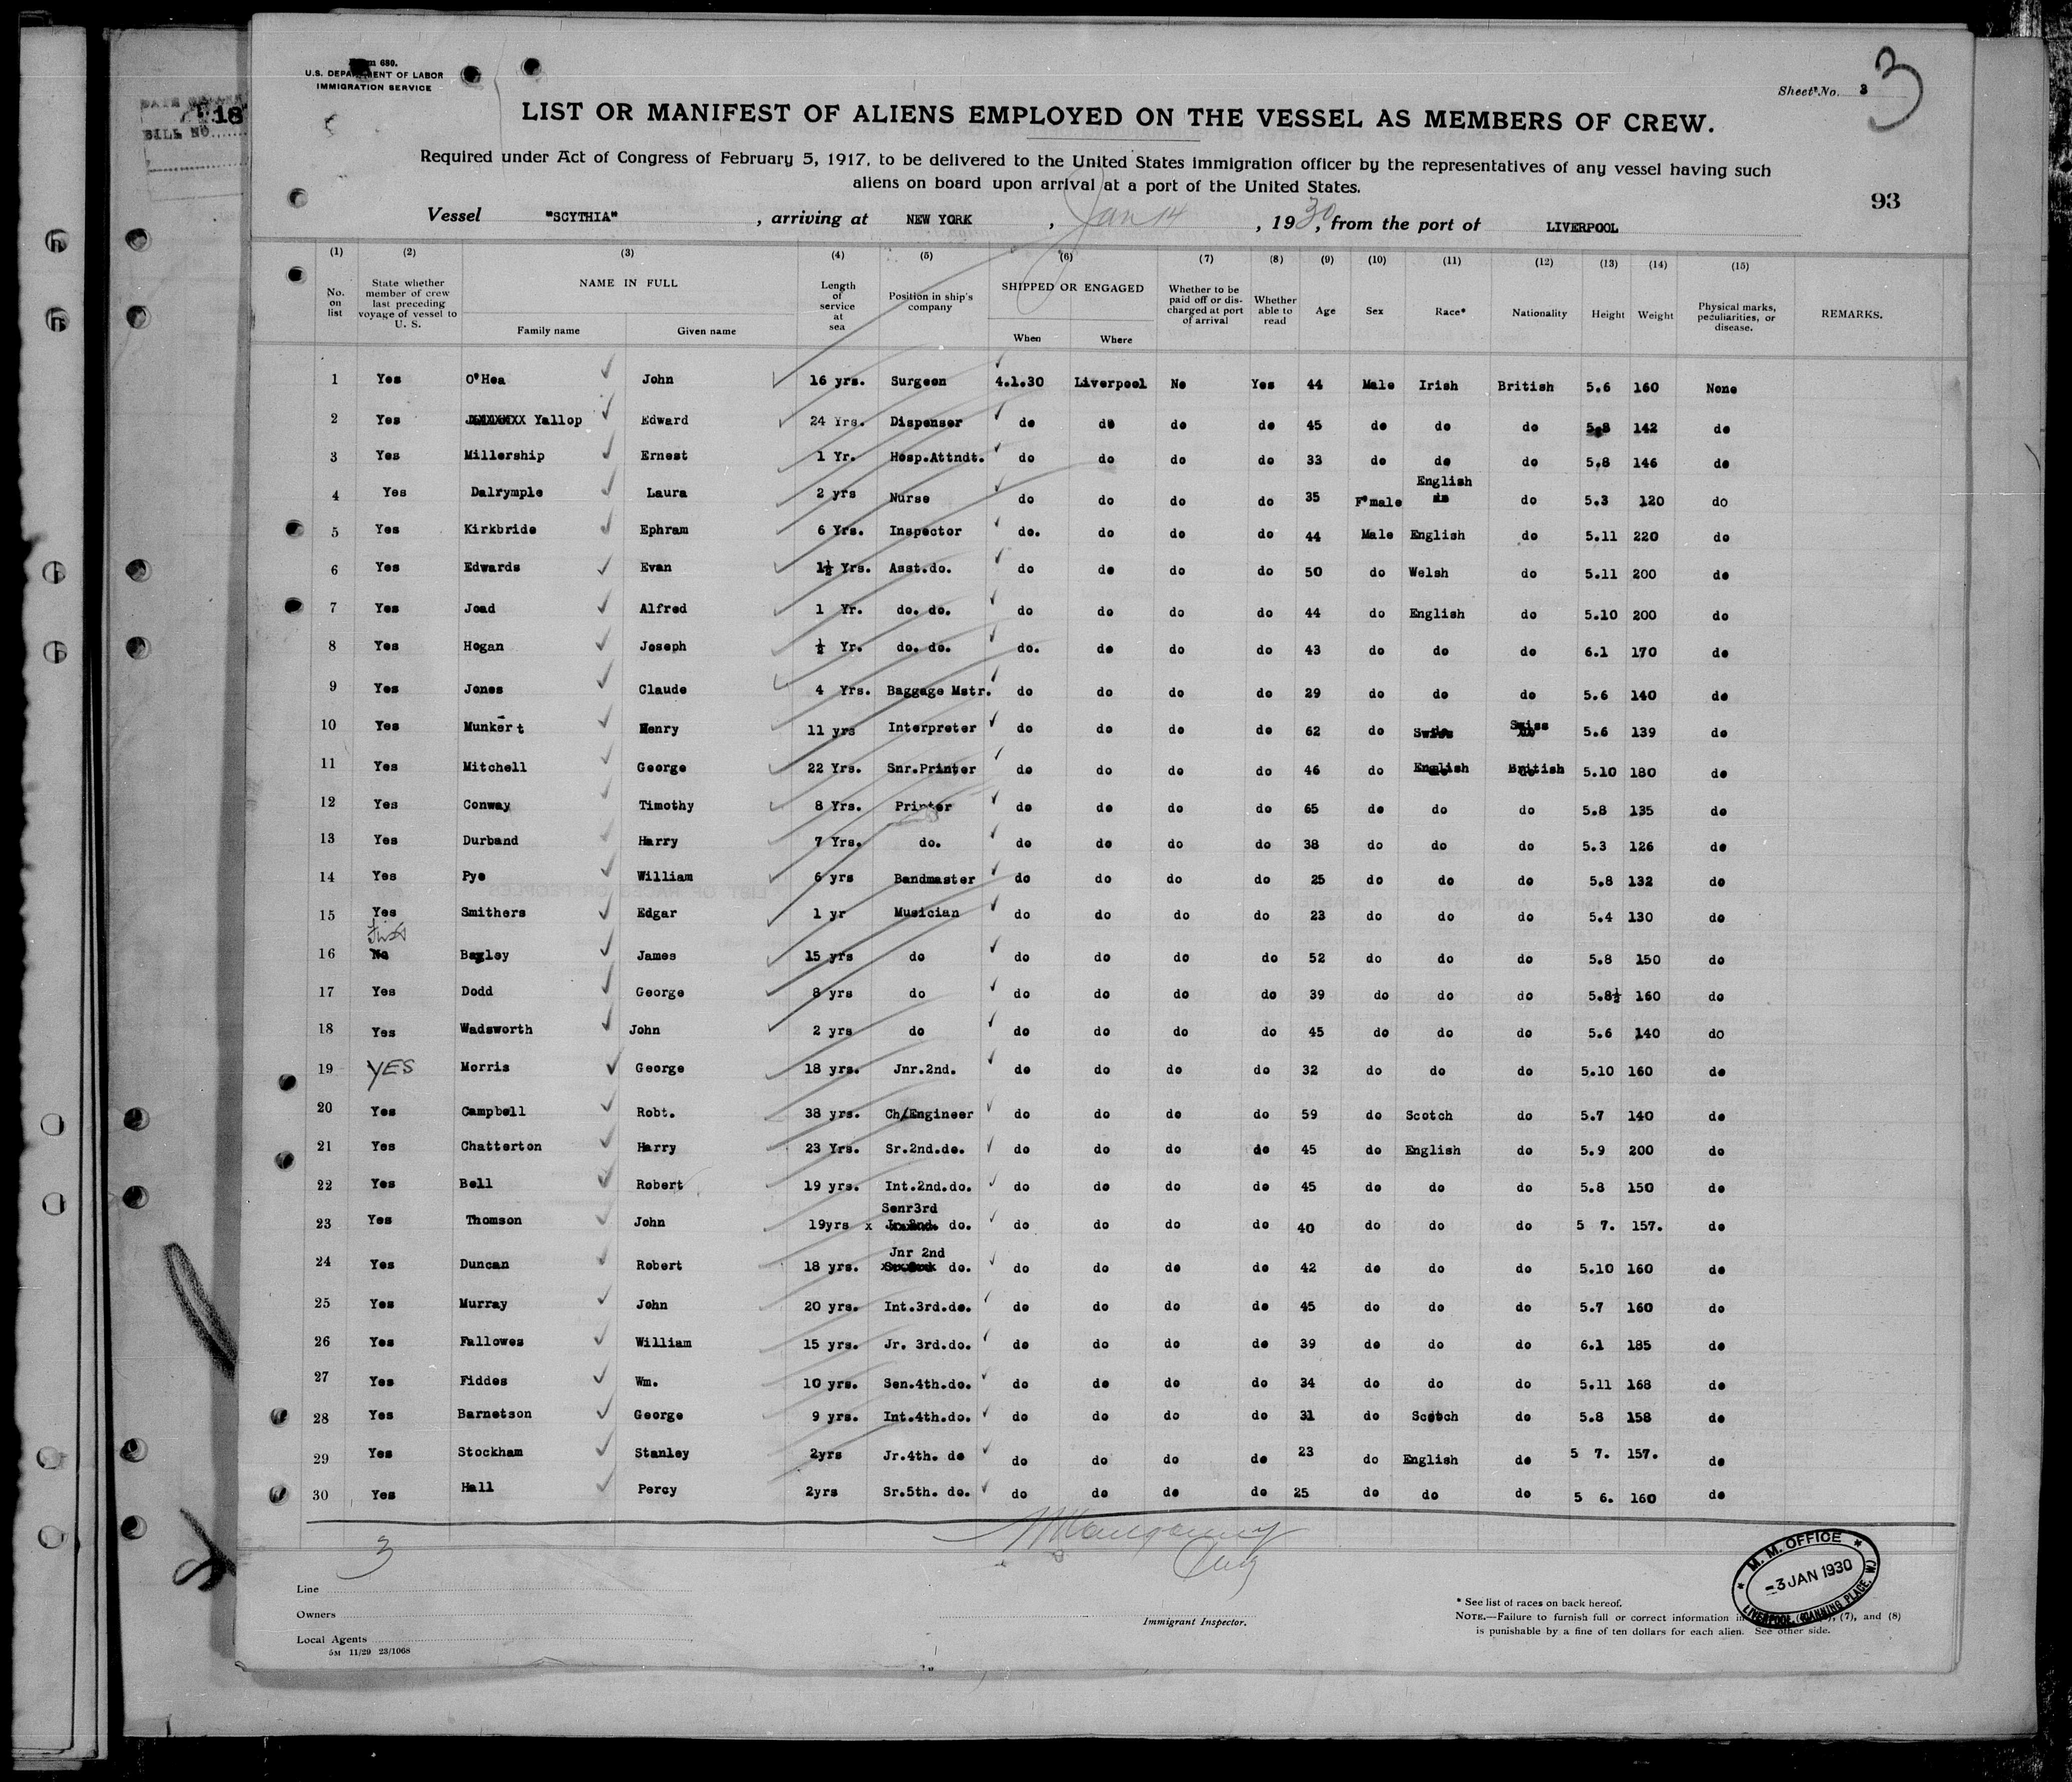 Form 680.
U.S. DEPARTMENT OF LABOR
IMMIGRATION SERVICE
Sheet No. 3 3
18
BILL NO
LIST OR MANIFEST OF ALIENS EMPLOYED ON THE VESSEL AS MEMBERS OF CREW.
Required under Act of Congress of February 5, 1917, to be delivered to the United States immigration officer by the representatives of any vessel having such
aliens on board upon arrival at a port of the United States.
93
Vessel "SCYTHIA", arriving at NEW YORK, Jan 14, 1930, from the port of LIVERPOOL
(1) (2) (3) (4) (5) (6) (7) (8) (9) (10) (11) (12) (13) (14) (15)
No. on list State whether member of crew last preceding voyage of vessel to U. S. NAME IN FULL Family name Given name Length of service at sea Position in ship's company SHIPPED OR ENGAGED When Where Whether to be paid off or discharged at port of arrival Whether able to read Age Sex Race* Nationality Height Weight Physical marks, peculiarities, or disease. REMARKS.
1 Yes O'Hea John 16 yrs. Surgeon 4.1.30 Liverpool No Yes 44 Male Irish British 5.6 160 None
2 Yes Yallop Edward 24 Yrs. Dispenser do do do do 45 do do do 5.8 142 do
3 Yes Millership Ernest 1 Yr. Hosp.Attndt. do do do do 33 do do do 5.8 146 do
4 Yes Dalrymple Laura 2 yrs Nurse do do do do 35 F'male English do 5.3 120 do
5 Yes Kirkbride Ephram 6 Yrs. Inspector do. do do do 44 Male English do 5.11 220 do
6 Yes Edwards Evan 1½ Yrs. Asst.do. do do do do 50 do Welsh do 5.11 200 do
7 Yes Joad Alfred 1 Yr. do. do. do do do do 44 do English do 5.10 200 do
8 Yes Hogan Joseph ½ Yr. do. do. do. do do do 43 do do do 6.1 170 do
9 Yes Jones Claude 4 Yrs. Baggage Mstr. do do do do 29 do do do 5.6 140 do
10 Yes Munkert Henry 11 yrs Interpreter do do do do 62 do Swiss Swiss 5.6 139 do
11 Yes Mitchell George 22 Yrs. Snr.Printer do do do do 46 do English British 5.10 180 do
12 Yes Conway Timothy 8 Yrs. Printer do do do do 65 do do do 5.8 135 do
13 Yes Durband Harry 7 Yrs. do. do do do do 38 do do do 5.3 126 do
14 Yes Pye William 6 yrs Bandmaster do do do do 25 do do do 5.8 132 do
15 Yes Smithers Edgar 1 yr Musician do do do do 23 do do do 5.4 130 do
16 No Bagley James 15 yrs do do do do do 52 do do do 5.8 150 do
17 Yes Dodd George 8 yrs do do do do do 39 do do do 5.8½ 160 do
18 Yes Wadsworth John 2 yrs do do do do do 45 do do do 5.6 140 do
19 YES Morris George 18 yrs. Jnr.2nd. do do do do 32 do do do 5.10 160 do
20 Yes Campbell Robt. 38 yrs. Ch/Engineer do do do do 59 do Scotch do 5.7 140 do
21 Yes Chatterton Harry 23 Yrs. Sr.2nd.do. do do do do 45 do English do 5.9 200 do
22 Yes Bell Robert 19 yrs. Int.2nd.do. do do do do 45 do do do 5.8 150 do
23 Yes Thomson John 19yrs x Senr3rd do. do do do do 40 do do do 5 7. 157. do
24 Yes Duncan Robert 18 yrs. Jnr 2nd do. do do do do 42 do do do 5.10 160 do
25 Yes Murray John 20 yrs. Int.3rd.do. do do do do 45 do do do 5.7 160 do
26 Yes Fallowes William 15 yrs. Jr. 3rd.do. do do do do 39 do do do 6.1 185 do
27 Yes Fiddes Wm. 10 yrs. Sen.4th.do. do do do do 34 do do do 5.11 168 do
28 Yes Barnetson George 9 yrs. Int.4th.do. do do do do 31 do Scotch do 5.8 158 do
29 Yes Stockham Stanley 2yrs Jr.4th. do do do do do 23 do English do 5 7. 157. do
30 Yes Hall Percy 2yrs Sr.5th. do. do do do do 25 do do do 5 6. 160 do
3
Line
Owners
Local Agents
5M 11/29 23/1068
Immigrant Inspector.
* See list of races on back hereof.
NOTE.—Failure to furnish full or correct information in (7), and (8)
is punishable by a fine of ten dollars for each alien. See other side.
M. M. OFFICE
-3 JAN 1930
LIVERPOOL (CANNING PLACE, W.)